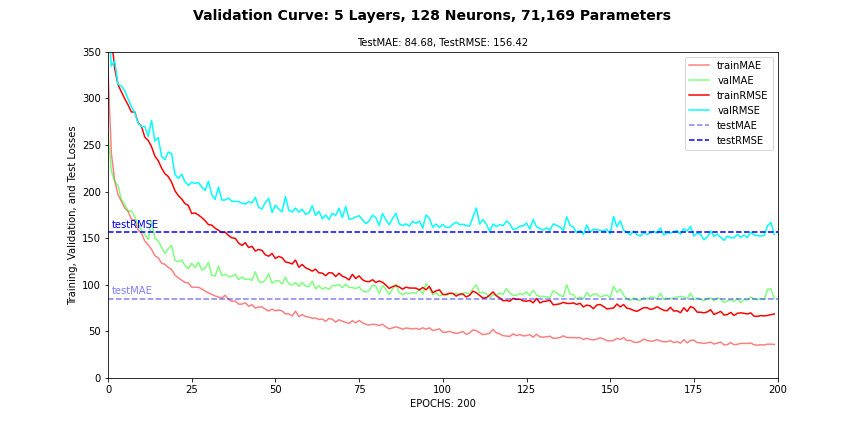 Validation Curve: 5 Layers, 128 Neurons, 71,169 Parameters
TestMAE: 84.68, TestRMSE: 156.42
Training, Validation, and Test Losses
350
300
250
200
150
100
50
0
testRMSE
testMAE
trainMAE
valMAE
trainRMSE
valRMSE
testMAE
testRMSE
0
25
50
75
100
125
150
175
200
EPOCHS: 200